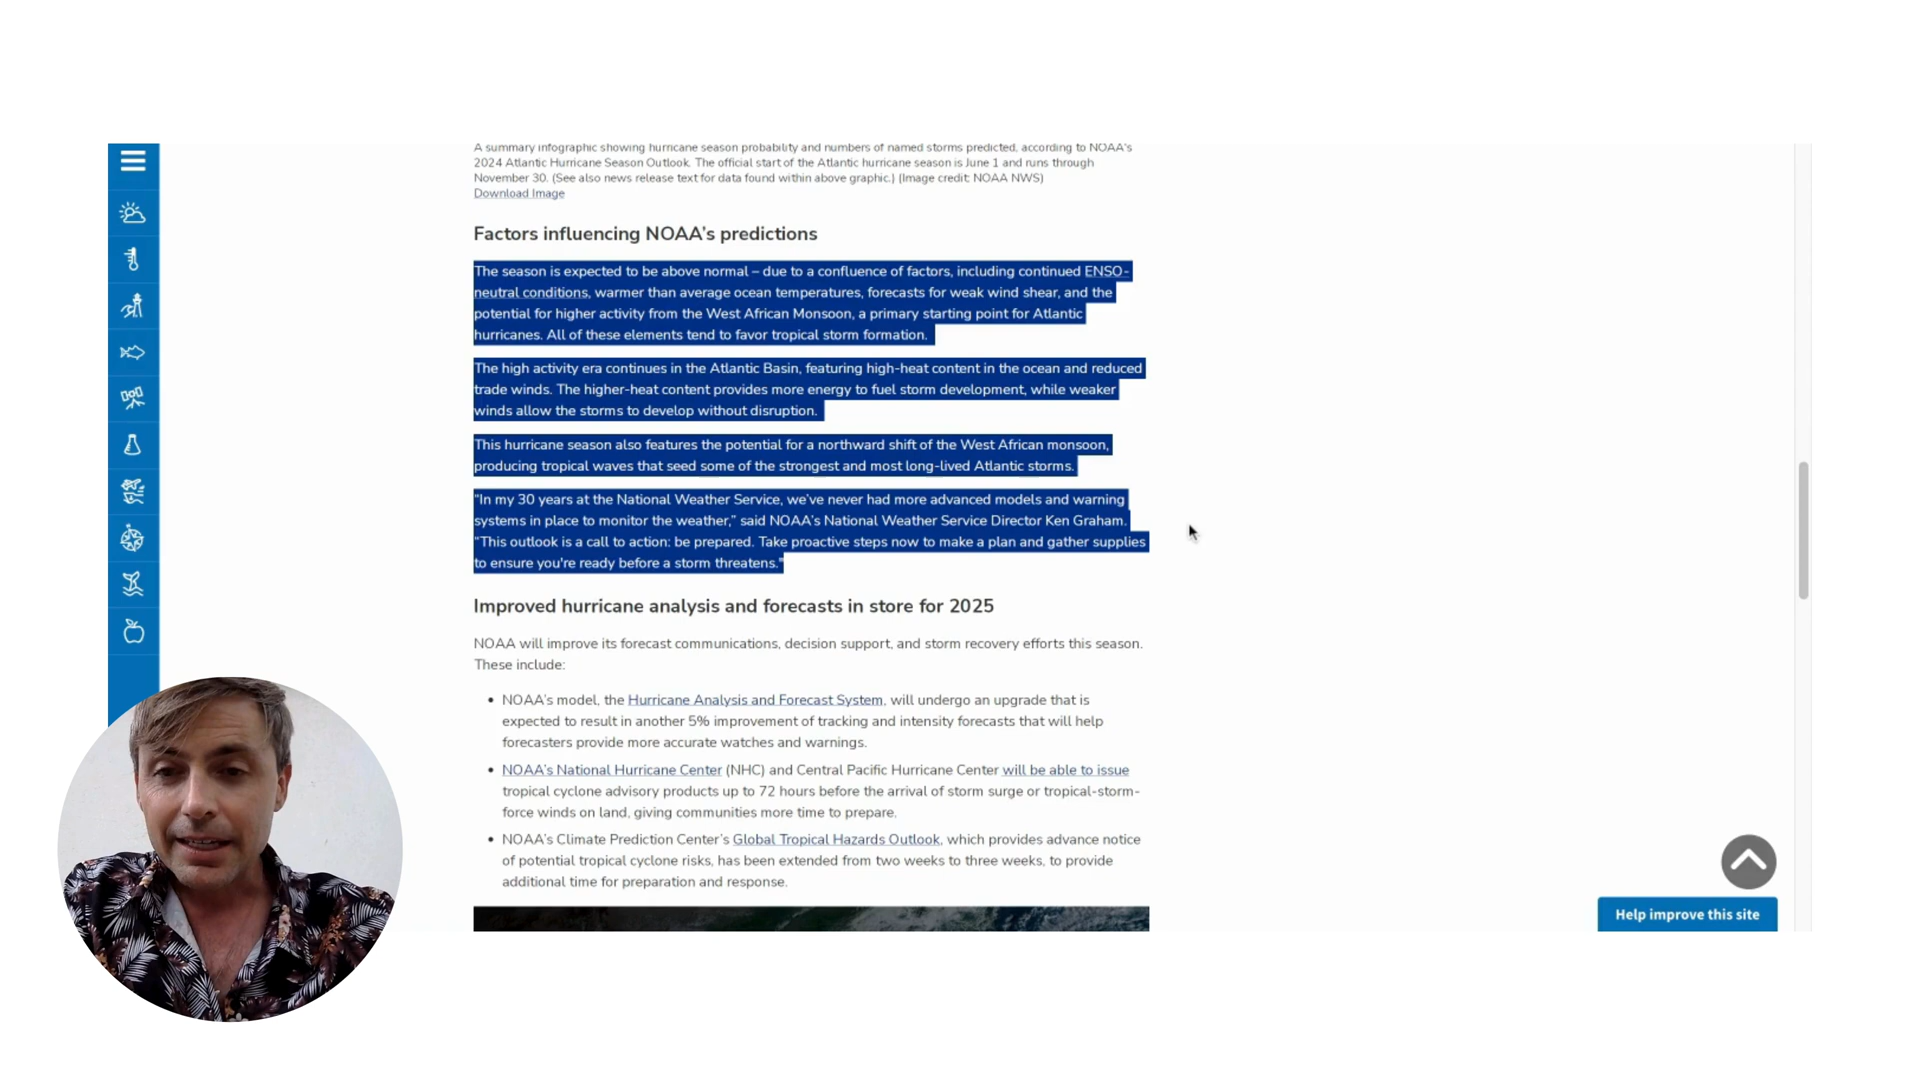 A summary infographic showing hurricane season probability and numbers of named storms predicted, according to NOAA's
2024 Atlantic Hurricane Season Outlook. The official start of the Atlantic hurricane season is June 1 and runs through
November 30. (See also news release text for data found within above graphic.) (Image credit: NOAA NWS)
Download Image
Factors influencing NOAA's predictions
The season is expected to be above normal – due to a confluence of factors, including continued ENSO-
neutral conditions, warmer than average ocean temperatures, forecasts for weak wind shear, and the
potential for higher activity from the West African Monsoon, a primary starting point for Atlantic
hurricanes. All of these elements tend to favor tropical storm formation.
The high activity era continues in the Atlantic Basin, featuring high-heat content in the ocean and reduced
trade winds. The higher-heat content provides more energy to fuel storm development, while weaker
winds allow the storms to develop without disruption.
This hurricane season also features the potential for a northward shift of the West African monsoon,
producing tropical waves that seed some of the strongest and most long-lived Atlantic storms.
"In my 30 years at the National Weather Service, we've never had more advanced models and warning
systems in place to monitor the weather," said NOAA's National Weather Service Director Ken Graham.
"This outlook is a call to action: be prepared. Take proactive steps now to make a plan and gather supplies
to ensure you're ready before a storm threatens."
Improved hurricane analysis and forecasts in store for 2025
NOAA will improve its forecast communications, decision support, and storm recovery efforts this season.
These include:
• NOAA's model, the Hurricane Analysis and Forecast System, will undergo an upgrade that is
expected to result in another 5% improvement of tracking and intensity forecasts that will help
forecasters provide more accurate watches and warnings.
• NOAA's National Hurricane Center (NHC) and Central Pacific Hurricane Center will be able to issue
tropical cyclone advisory products up to 72 hours before the arrival of storm surge or tropical-storm-
force winds on land, giving communities more time to prepare.
• NOAA's Climate Prediction Center's Global Tropical Hazards Outlook, which provides advance notice
of potential tropical cyclone risks, has been extended from two weeks to three weeks, to provide
additional time for preparation and response.
Help improve this site